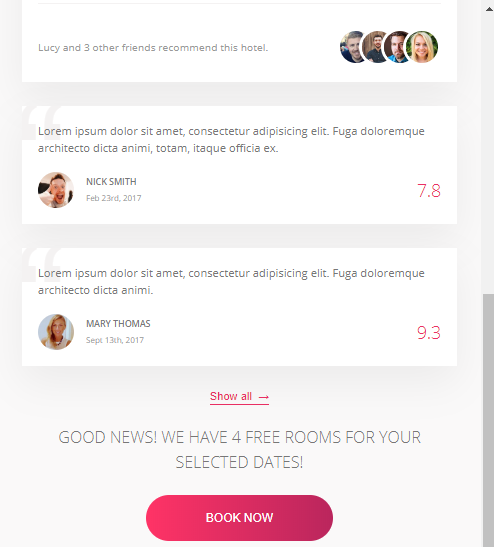 Lucy and 3 other friends recommend this hotel.
“
Lorem ipsum dolor sit amet, consectetur adipisicing elit. Fuga doloremque
architecto dicta animi, totam, itaque officia ex.
NICK SMITH
Feb 23rd, 2017
7.8
“
Lorem ipsum dolor sit amet, consectetur adipisicing elit. Fuga doloremque
architecto dicta animi.
MARY THOMAS
Sept 13th, 2017
9.3
Show all →
GOOD NEWS! WE HAVE 4 FREE ROOMS FOR YOUR
SELECTED DATES!
BOOK NOW